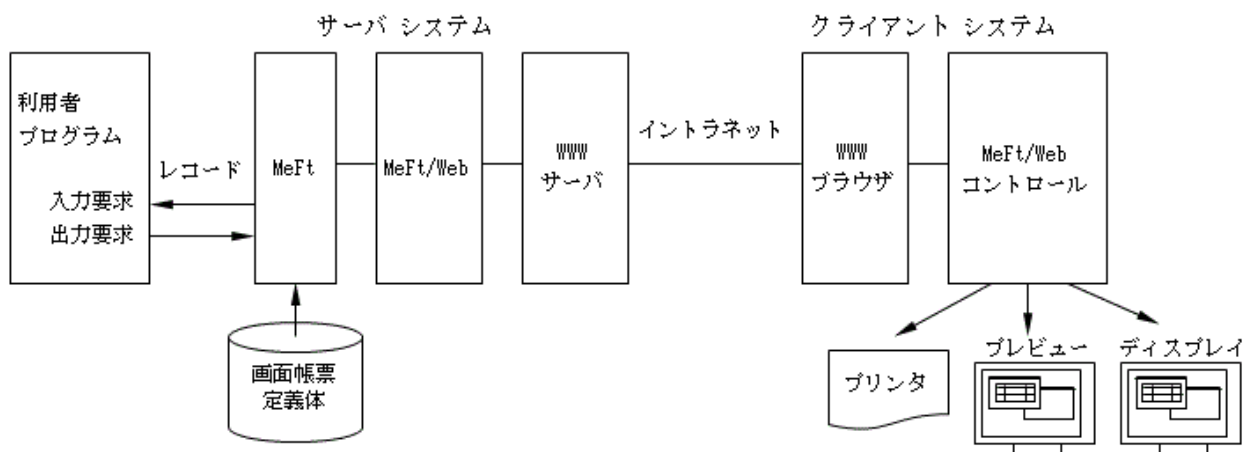 サーバ システム
クライアント システム
利用者
プログラム
レコード
入力要求
出力要求
MeFt
MeFt/Web
WWW
サーバ
イントラネット
WWW
ブラウザ
MeFt/Web
コントロール
画面帳票
定義体
プリンタ
プレビュー
ディスプレイ